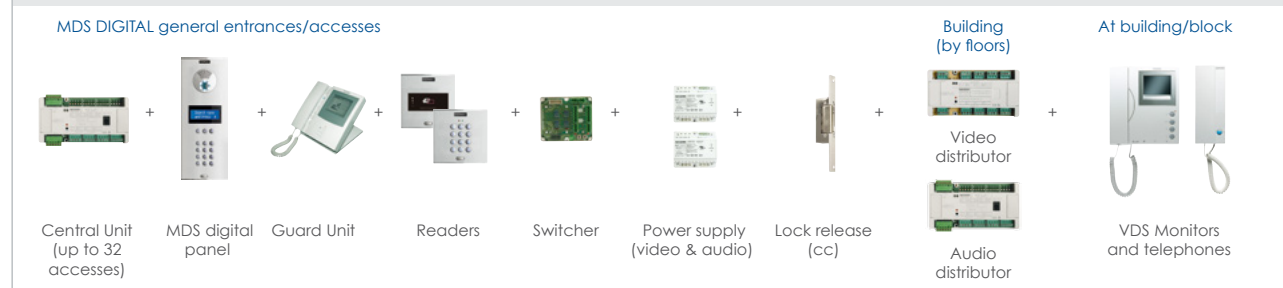 MDS DIGITAL general entrances/accesses
Building
(by floors)
At building/block
+ + + + + + + + +
Video
distributor
Central Unit
(up to 32
accesses)
MDS digital
panel
Guard Unit
Readers
Switcher
Power supply
(video & audio)
Lock release
(cc)
Audio
distributor
VDS Monitors
and telephones